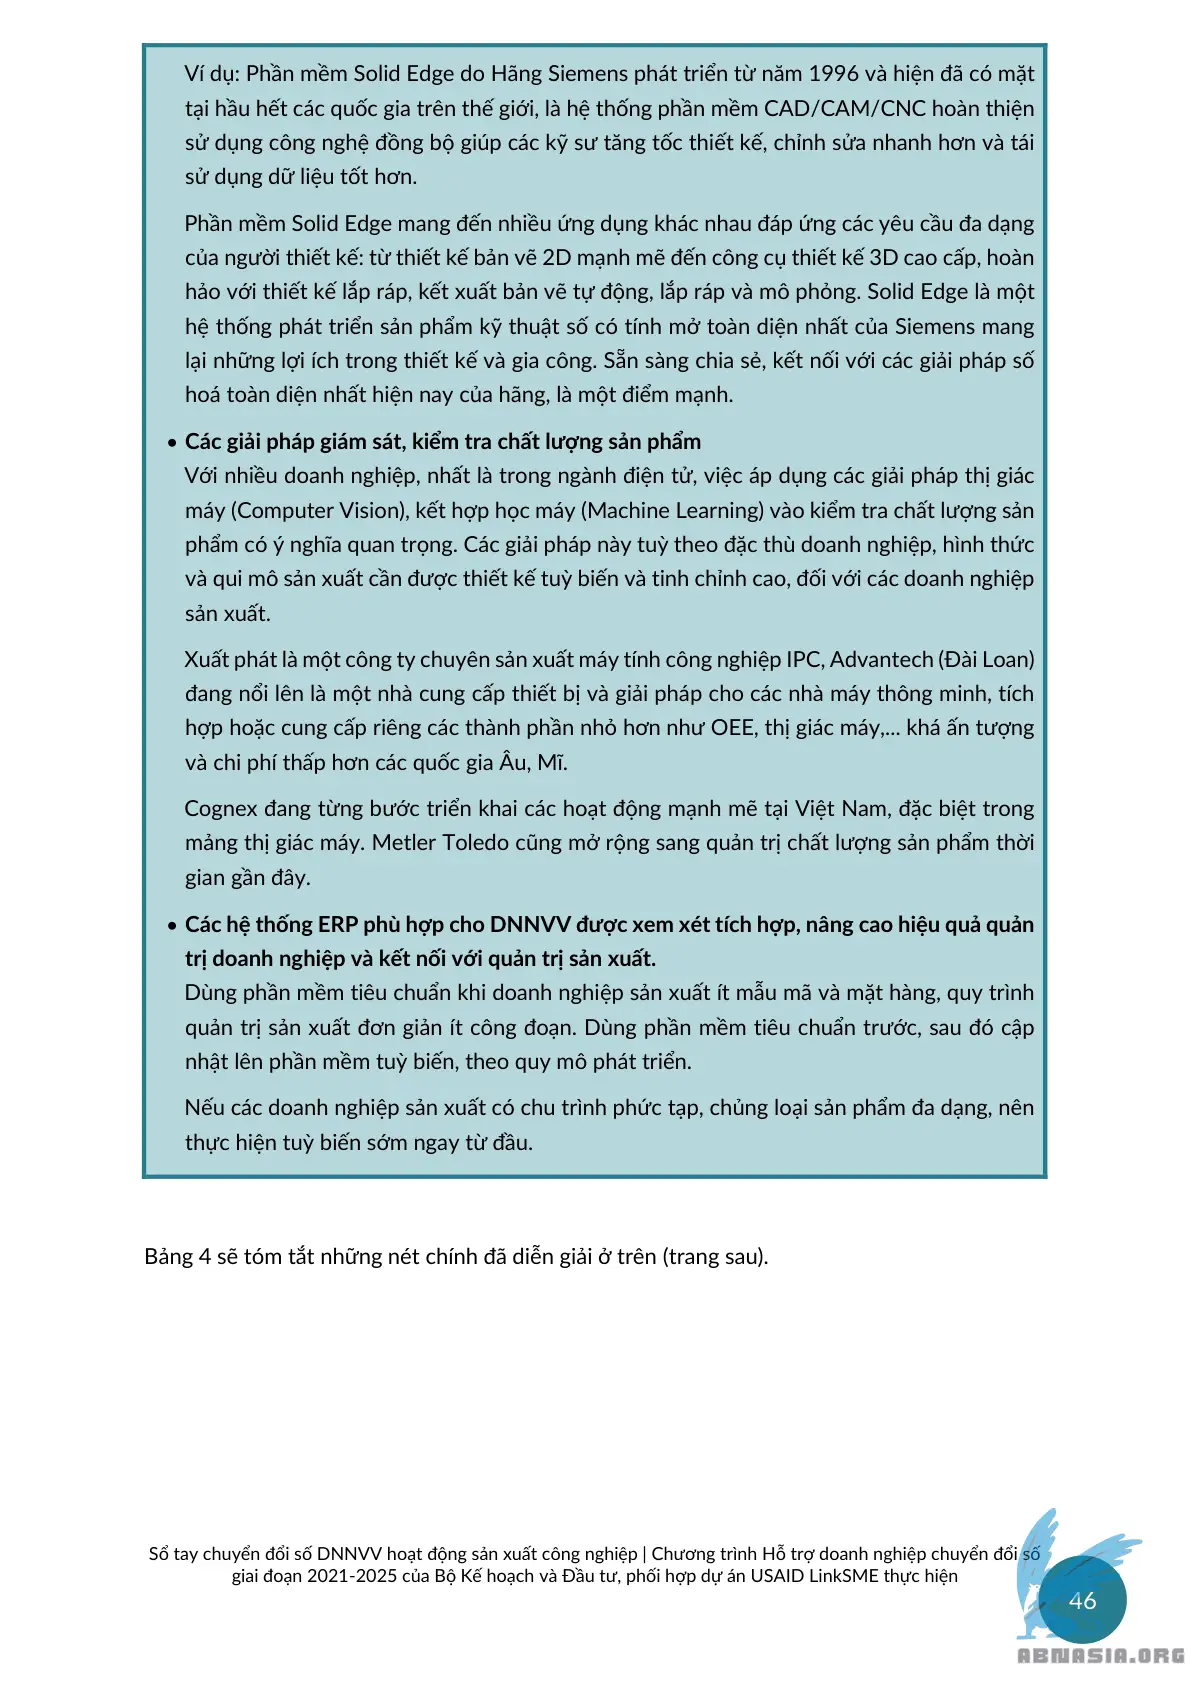 Ví dụ: Phần mềm Solid Edge do Hãng Siemens phát triển từ năm 1996 và hiện đã có mặt
tại hầu hết các quốc gia trên thế giới, là hệ thống phần mềm CAD/CAM/CNC hoàn thiện
sử dụng công nghệ đồng bộ giúp các kỹ sư tăng tốc thiết kế, chỉnh sửa nhanh hơn và tái
sử dụng dữ liệu tốt hơn.
Phần mềm Solid Edge mang đến nhiều ứng dụng khác nhau đáp ứng các yêu cầu đa dạng
của người thiết kế: từ thiết kế bản vẽ 2D mạnh mẽ đến công cụ thiết kế 3D cao cấp, hoàn
hảo với thiết kế lắp ráp, kết xuất bản vẽ tự động, lắp ráp và mô phỏng. Solid Edge là một
hệ thống phát triển sản phẩm kỹ thuật số có tính mở toàn diện nhất của Siemens mang
lại những lợi ích trong thiết kế và gia công. Sẵn sàng chia sẻ, kết nối với các giải pháp số
hoá toàn diện nhất hiện nay của hãng, là một điểm mạnh.
• Các giải pháp giám sát, kiểm tra chất lượng sản phẩm
Với nhiều doanh nghiệp, nhất là trong ngành điện tử, việc áp dụng các giải pháp thị giác
máy (Computer Vision), kết hợp học máy (Machine Learning) vào kiểm tra chất lượng sản
phẩm có ý nghĩa quan trọng. Các giải pháp này tuỳ theo đặc thù doanh nghiệp, hình thức
và qui mô sản xuất cần được thiết kế tuỳ biến và tinh chỉnh cao, đối với các doanh nghiệp
sản xuất.
Xuất phát là một công ty chuyên sản xuất máy tính công nghiệp IPC, Advantech (Đài Loan)
đang nổi lên là một nhà cung cấp thiết bị và giải pháp cho các nhà máy thông minh, tích
hợp hoặc cung cấp riêng các thành phần nhỏ hơn như OEE, thị giác máy,... khá ấn tượng
và chi phí thấp hơn các quốc gia Âu, Mĩ.
Cognex đang từng bước triển khai các hoạt động mạnh mẽ tại Việt Nam, đặc biệt trong
mảng thị giác máy. Metler Toledo cũng mở rộng sang quản trị chất lượng sản phẩm thời
gian gần đây.
• Các hệ thống ERP phù hợp cho DNNVV được xem xét tích hợp, nâng cao hiệu quả quản
trị doanh nghiệp và kết nối với quản trị sản xuất.
Dùng phần mềm tiêu chuẩn khi doanh nghiệp sản xuất ít mẫu mã và mặt hàng, quy trình
quản trị sản xuất đơn giản ít công đoạn. Dùng phần mềm tiêu chuẩn trước, sau đó cập
nhật lên phần mềm tuỳ biến, theo quy mô phát triển.
Nếu các doanh nghiệp sản xuất có chu trình phức tạp, chủng loại sản phẩm đa dạng, nên
thực hiện tuỳ biến sớm ngay từ đầu.
Bảng 4 sẽ tóm tắt những nét chính đã diễn giải ở trên (trang sau).
Sổ tay chuyển đổi số DNNVV hoạt động sản xuất công nghiệp | Chương trình Hỗ trợ doanh nghiệp chuyển đổi số
giai đoạn 2021-2025 của Bộ Kế hoạch và Đầu tư, phối hợp dự án USAID LinkSME thực hiện
46
ABNASIA.ORG